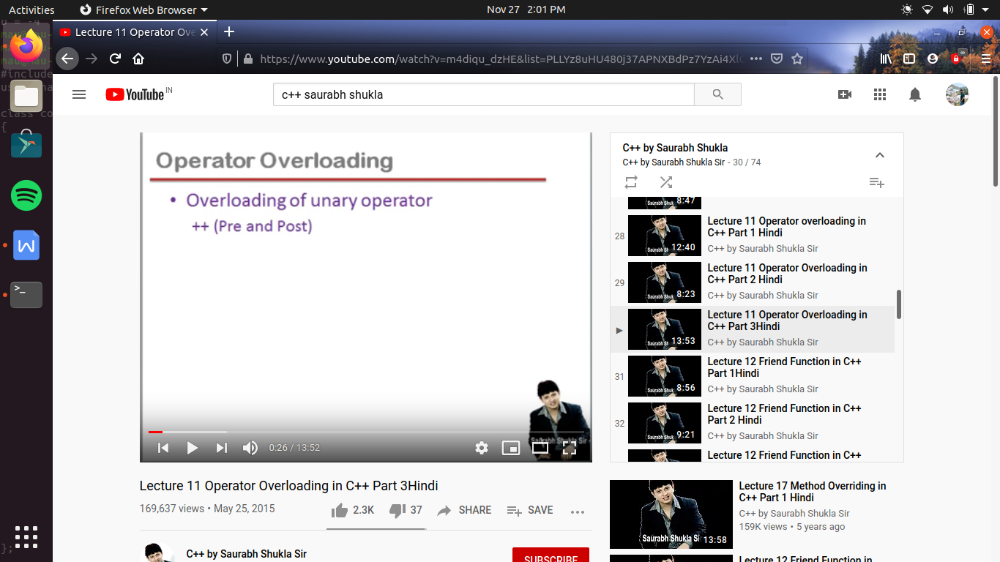 Activities
Firefox Web Browser
Nov 27 2:01 PM
Lecture 11 Operator Ove
https://www.youtube.com/watch?v=m4diqu_dzHE&list=PLLYz8uHU480j37APNXBdPz7YzAi4Xl
#include
class co
{
};
YouTube IN
c++ saurabh shukla
Operator Overloading
• Overloading of unary operator
++ (Pre and Post)
0:26 / 13:52
Lecture 11 Operator Overloading in C++ Part 3Hindi
169,637 views • May 25, 2015
2.3K
37
SHARE
SAVE
C++ by Saurabh Shukla Sir
SUBSCRIBE
C++ by Saurabh Shukla
C++ by Saurabh Shukla Sir - 30 / 74
8:47
28
12:40
Lecture 11 Operator overloading in
C++ Part 1 Hindi
C++ by Saurabh Shukla Sir
29
8:23
Lecture 11 Operator Overloading in
C++ Part 2 Hindi
C++ by Saurabh Shukla Sir
13:53
Lecture 11 Operator Overloading in
C++ Part 3Hindi
C++ by Saurabh Shukla Sir
31
8:56
Lecture 12 Friend Function in C++
Part 1Hindi
C++ by Saurabh Shukla Sir
32
9:21
Lecture 12 Friend Function in C++
Part 2 Hindi
C++ by Saurabh Shukla Sir
Lecture 12 Friend Function in C++
Saurabh Shukla Si
13:58
Lecture 17 Method Overriding in
C++ Part 1 Hindi
C++ by Saurabh Shukla Sir
159K views • 5 years ago
Lecture 12 Friend Function in